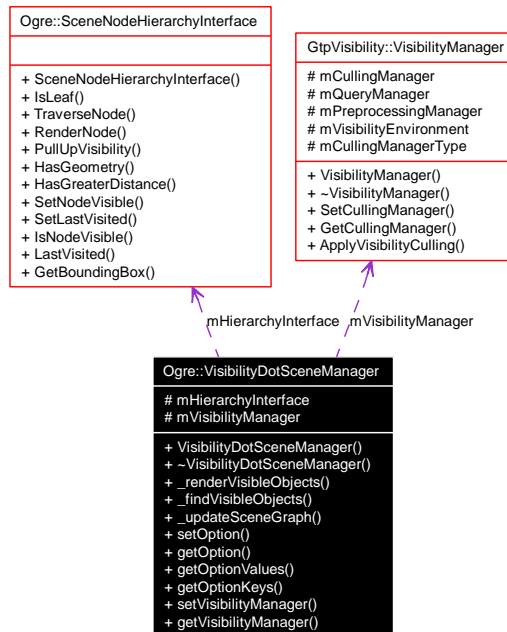 Ogre::SceneNodeHierarchyInterface
+ SceneNodeHierarchyInterface()
+ IsLeaf()
+ TraverseNode()
+ RenderNode()
+ PullUpVisibility()
+ HasGeometry()
+ HasGreaterDistance()
+ SetNodeVisible()
+ SetLastVisited()
+ IsNodeVisible()
+ LastVisited()
+ GetBoundingBox()
GtpVisibility::VisibilityManager
# mCullingManager
# mQueryManager
# mPreprocessingManager
# mVisibilityEnvironment
# mCullingManagerType
+ VisibilityManager()
+ ~VisibilityManager()
+ SetCullingManager()
+ GetCullingManager()
+ ApplyVisibilityCulling()
mHierarchyInterface
mVisibilityManager
Ogre::VisibilityDotSceneManager
# mHierarchyInterface
# mVisibilityManager
+ VisibilityDotSceneManager()
+ ~VisibilityDotSceneManager()
+ _renderVisibleObjects()
+ _findVisibleObjects()
+ _updateSceneGraph()
+ setOption()
+ getOption()
+ getOptionValues()
+ getOptionKeys()
+ setVisibilityManager()
+ getVisibilityManager()